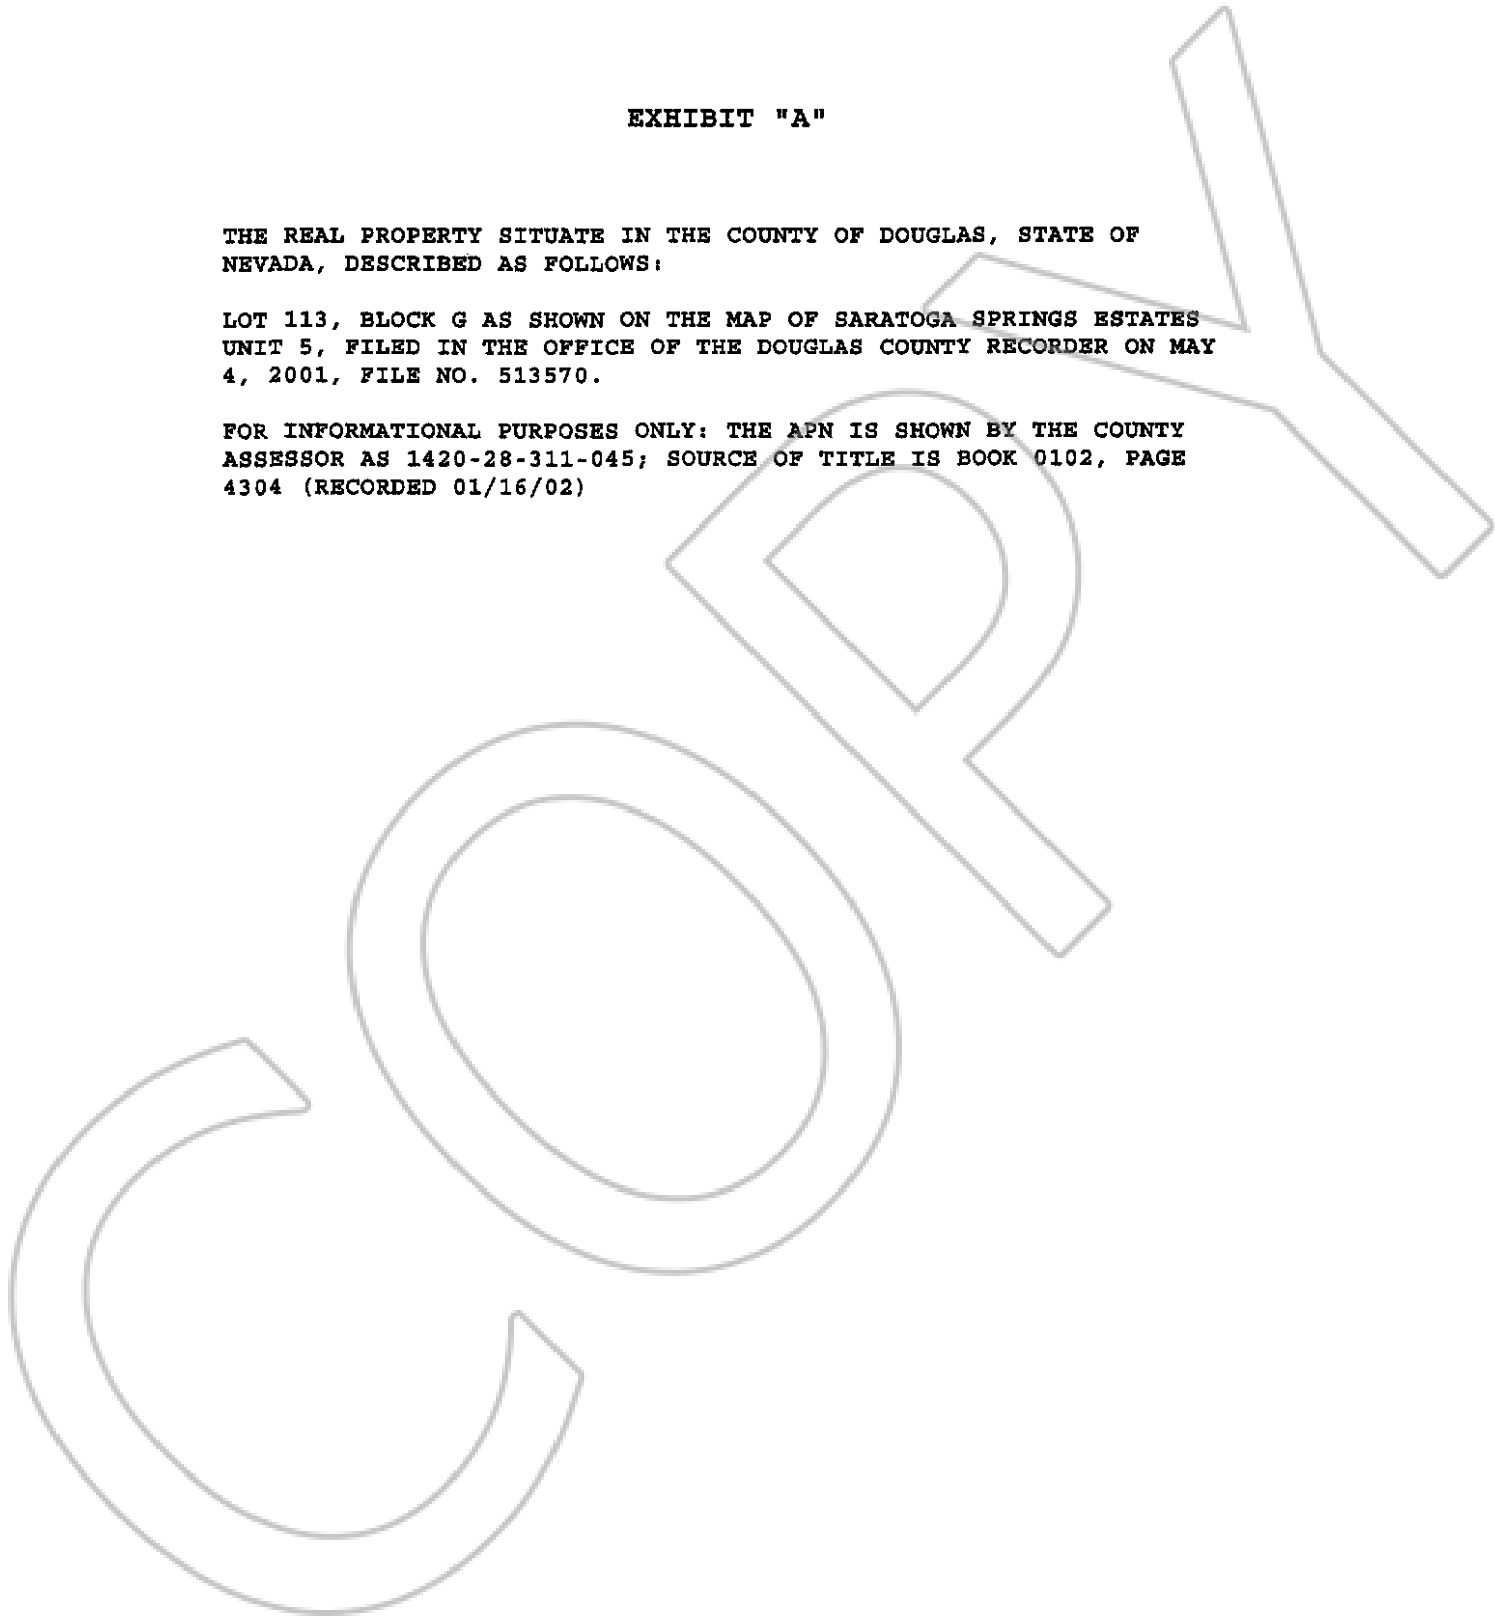 EXHIBIT "A"
THE REAL PROPERTY SITUATE IN THE COUNTY OF DOUGLAS, STATE OF
NEVADA, DESCRIBED AS FOLLOWS:
LOT 113, BLOCK G AS SHOWN ON THE MAP OF SARATOGA SPRINGS ESTATES
UNIT 5, FILED IN THE OFFICE OF THE DOUGLAS COUNTY RECORDER ON MAY
4, 2001, FILE NO. 513570.
FOR INFORMATIONAL PURPOSES ONLY: THE APN IS SHOWN BY THE COUNTY
ASSESSOR AS 1420-28-311-045; SOURCE OF TITLE IS BOOK 0102, PAGE
4304 (RECORDED 01/16/02)
COPY